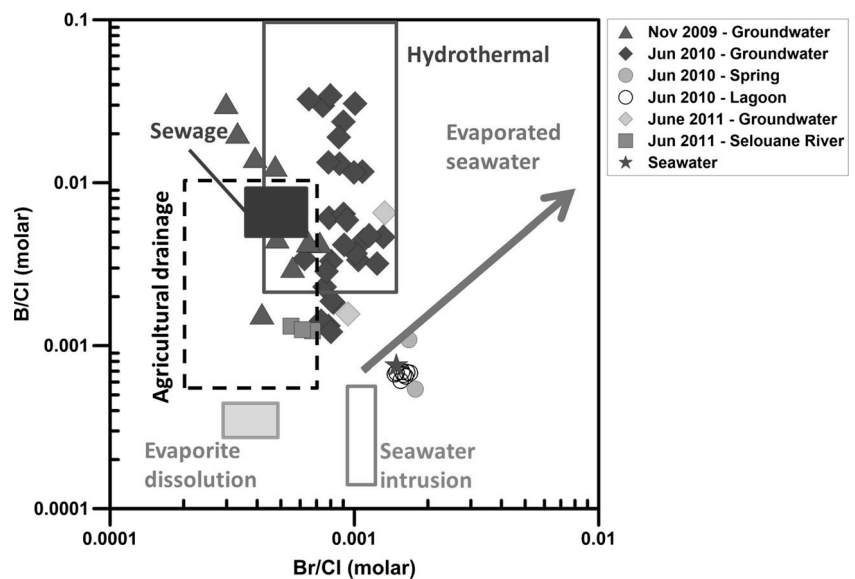 0.1
0.01
0.001
0.0001
B/Cl (molar)
Hydrothermal
Sewage
Evaporated
seawater
Agricultural drainage
Evaporite
dissolution
Seawater
intrusion
0.0001
0.001
0.01
Br/Cl (molar)
Nov 2009 - Groundwater
Jun 2010 - Groundwater
Jun 2010 - Spring
Jun 2010 - Lagoon
June 2011 - Groundwater
Jun 2011 - Selouane River
Seawater